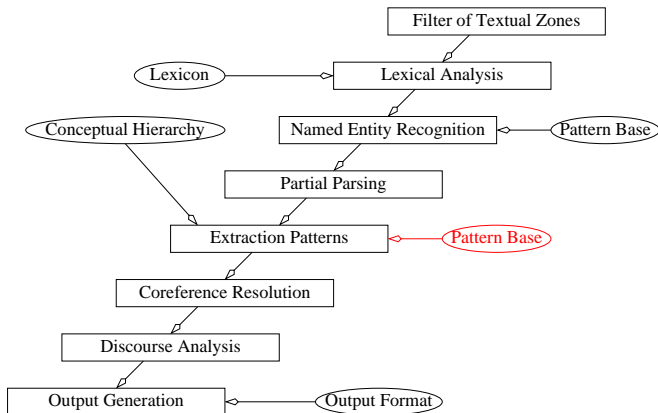 Filter of Textual Zones
Lexicon
Lexical Analysis
Conceptual Hierarchy
Named Entity Recognition
Pattern Base
Partial Parsing
Extraction Patterns
Pattern Base
Coreference Resolution
Discourse Analysis
Output Generation
Output Format